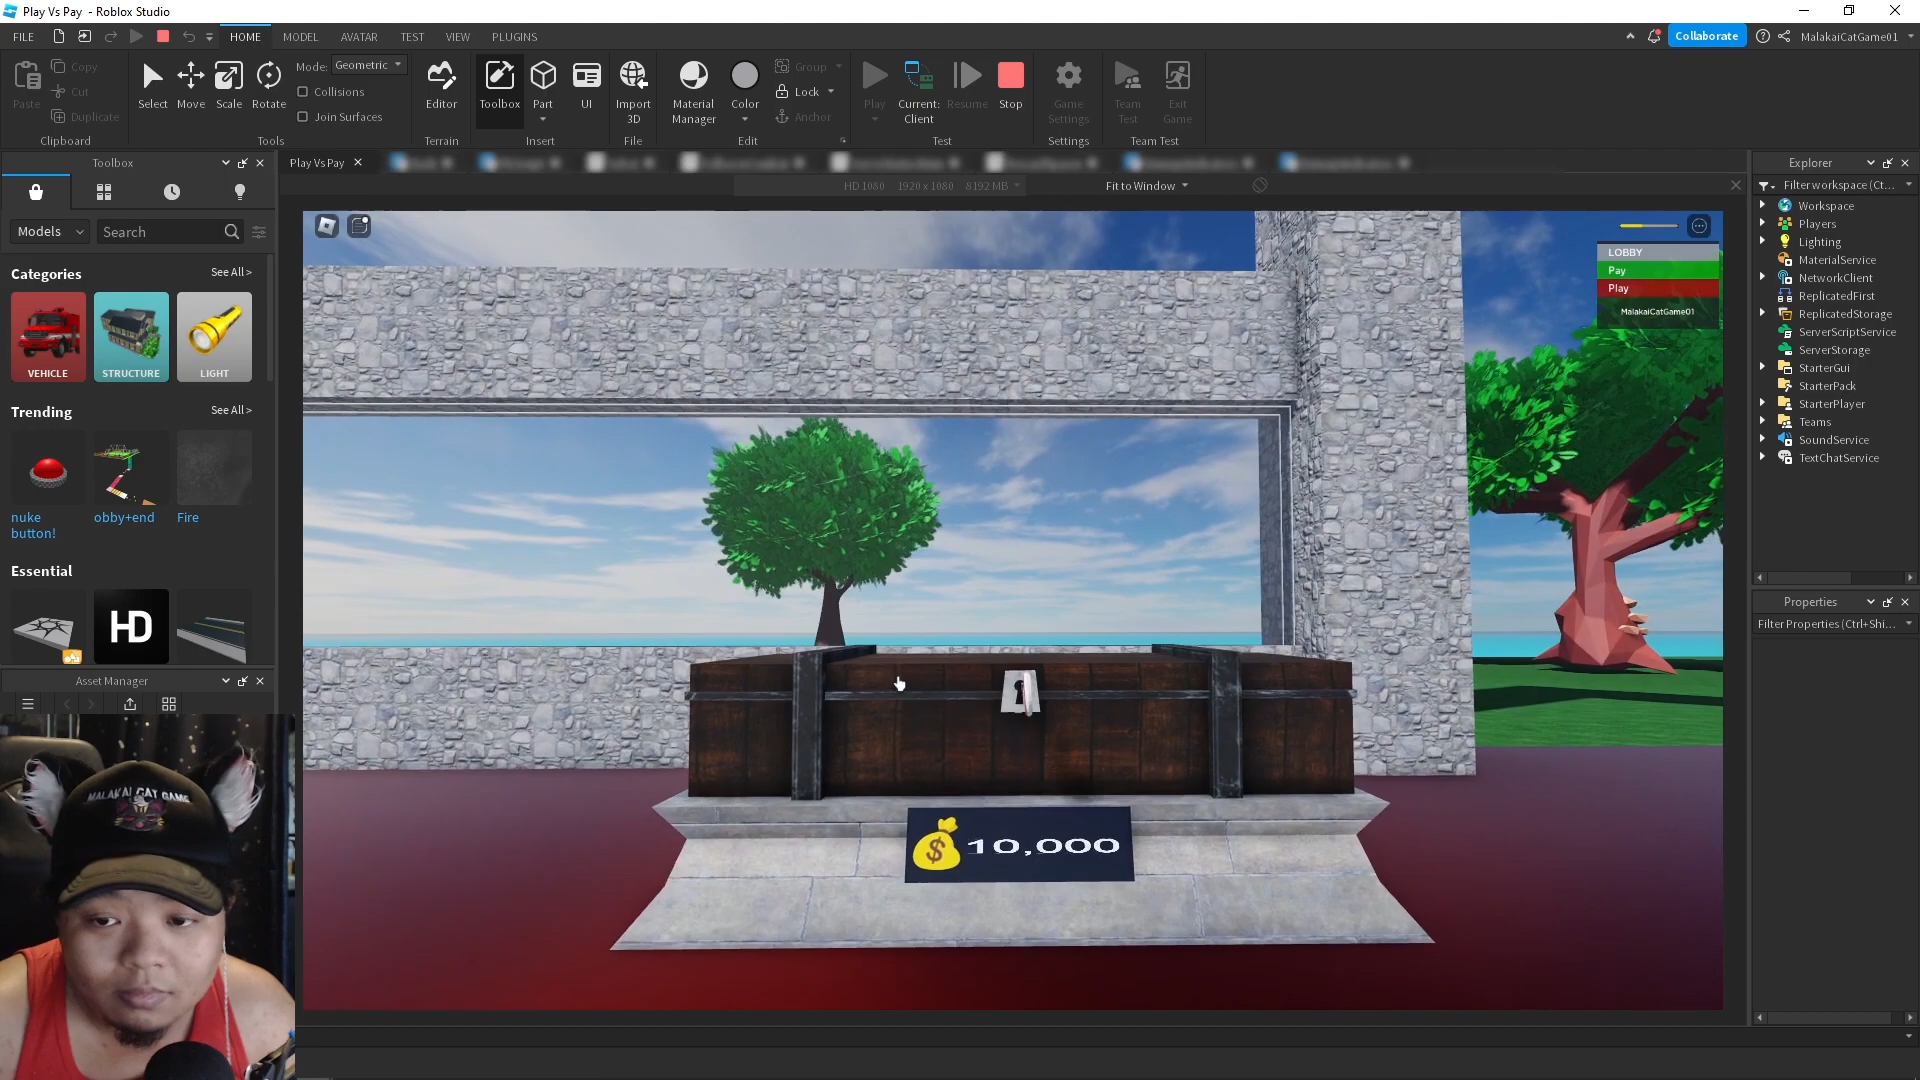 Play Vs Pay - Roblox Studio
FILE HOME MODEL AVATAR TEST VIEW PLUGINS
Collaborate MalakaiCatGame01
Paste Copy Cut Duplicate
Clipboard
Select Move Scale Rotate
Mode: Geometric
Collisions
Join Surfaces
Tools
Editor
Terrain
Toolbox Part UI
Insert
Import 3D
File
Material Manager Color
Group
Lock
Anchor
Edit
Play Current: Client Resume Stop
Test
Game Settings
Settings
Team Test Exit Game
Team Test
Toolbox
Models Search
Categories See All >
VEHICLE STRUCTURE LIGHT
Trending See All >
nuke button! obby+end Fire
Essential
HD
Asset Manager
Play Vs Pay
HD 1080 1920 x 1080 8192 MB
Fit to Window
LOBBY
Pay
Play
MalakaiCatGame01
$ 10,000
MALAKAI CAT GAME
Explorer
Filter workspace (Ct...
Workspace
Players
Lighting
MaterialService
NetworkClient
ReplicatedFirst
ReplicatedStorage
ServerScriptService
ServerStorage
StarterGui
StarterPack
StarterPlayer
Teams
SoundService
TextChatService
Properties
Filter Properties (Ctrl+Shi...